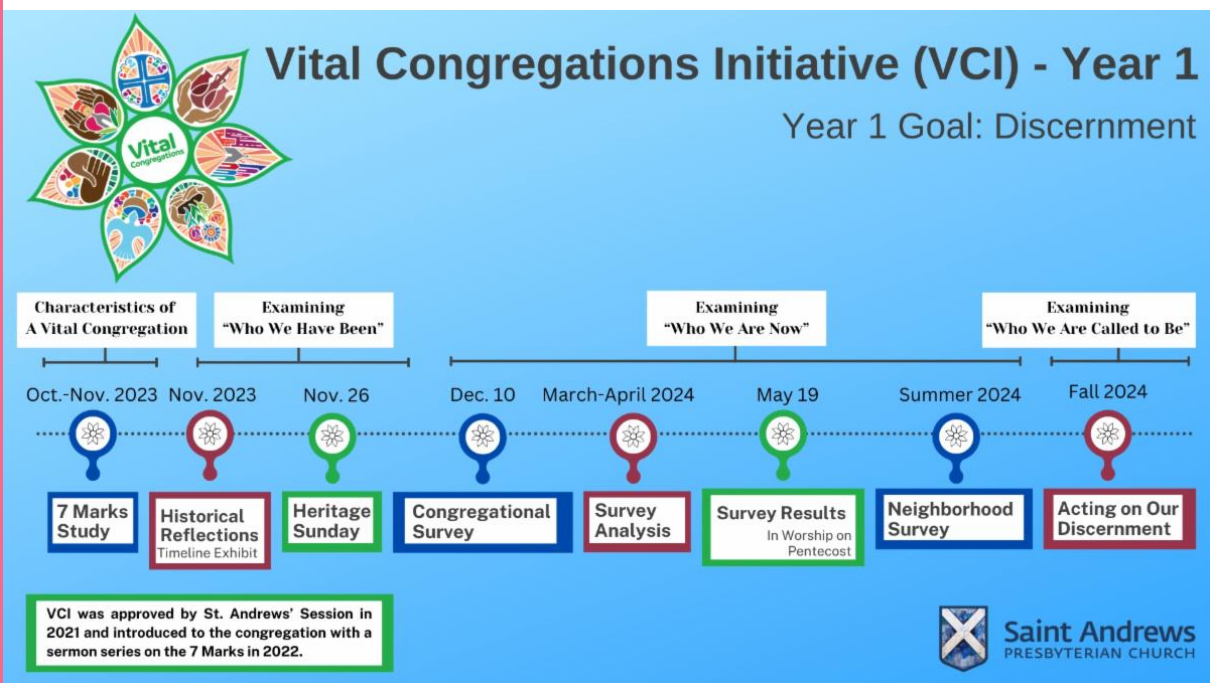 Vital Congregations Initiative (VCI) - Year 1
Year 1 Goal: Discernment
Vital
Congregations
Characteristics of
A Vital Congregation
Examining
“Who We Have Been”
Examining
“Who We Are Now”
Examining
“Who We Are Called to Be”
Oct.-Nov. 2023
Nov. 2023
Nov. 26
Dec. 10
March-April 2024
May 19
Summer 2024
Fall 2024
7 Marks
Study
Historical
Reflections
Timeline Exhibit
Heritage
Sunday
Congregational
Survey
Survey
Analysis
Survey Results
In Worship on
Pentecost
Neighborhood
Survey
Acting on Our
Discernment
VCI was approved by St. Andrews’ Session in
2021 and introduced to the congregation with a
sermon series on the 7 Marks in 2022.
Saint Andrews
PRESBYTERIAN CHURCH